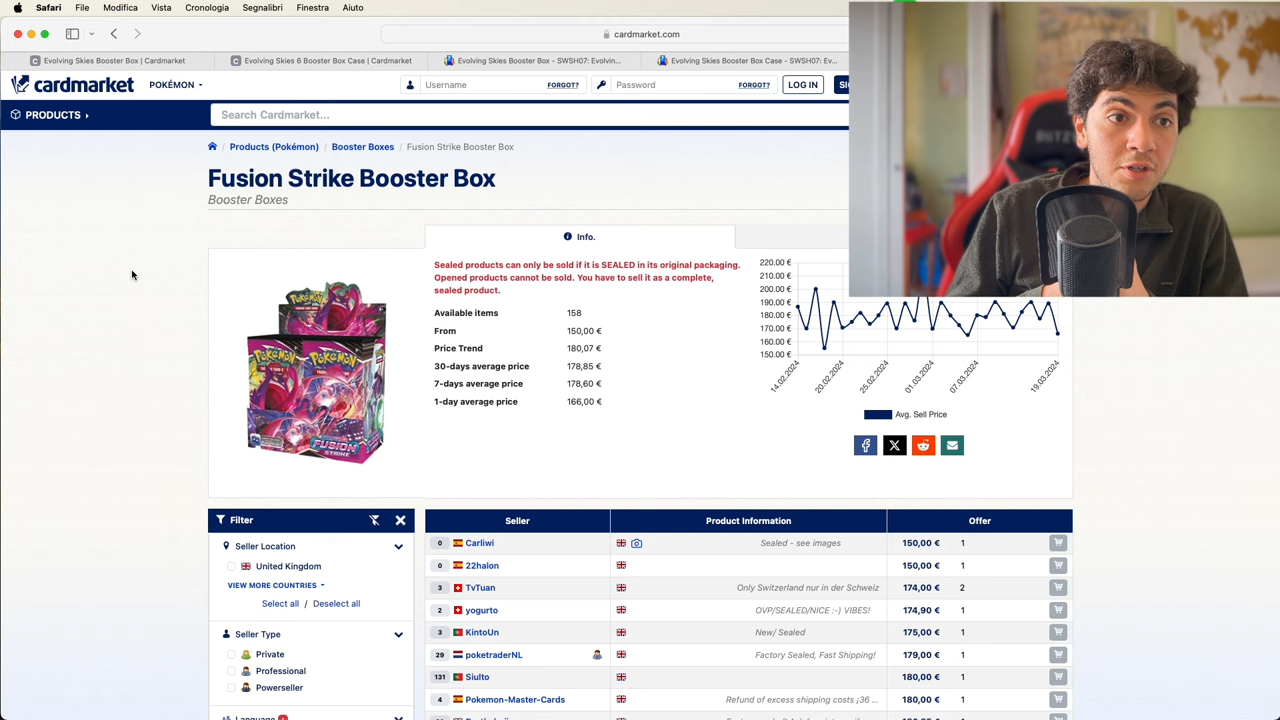 Safari File Modifica Vista Cronologia Segnalibri Finestra Aiuto
cardmarket.com
Evolving Skies Booster Box | Cardmarket
Evolving Skies 6 Booster Box Case | Cardmarket
Evolving Skies Booster Box - SWSH07: Evolvin...
Evolving Skies Booster Box Case - SWSH07: Ev...
cardmarket POKÉMON
Username FORGOT? Password FORGOT? LOG IN
PRODUCTS
Search Cardmarket...
/ Products (Pokémon) / Booster Boxes / Fusion Strike Booster Box
Fusion Strike Booster Box
Booster Boxes
Info.
Sealed products can only be sold if it is SEALED in its original packaging.
Opened products cannot be sold. You have to sell it as a complete,
sealed product.
Available items 158
From 150,00 €
Price Trend 180,07 €
30-days average price 178,85 €
7-days average price 178,60 €
1-day average price 166,00 €
220.00 €
210.00 €
200.00 €
190.00 €
180.00 €
170.00 €
160.00 €
150.00 €
14.02.2024 20.02.2024 25.02.2024 01.03.2024 07.03.2024 19.03.2024
Avg. Sell Price
Pokémon Pokémon
FUSION
STRIKE
Filter
Seller Location
United Kingdom
VIEW MORE COUNTRIES
Select all / Deselect all
Seller Type
Private
Professional
Powerseller
Language
Seller Product Information Offer
0 Carliwi Sealed - see images 150,00 € 1
0 22halon 150,00 € 1
3 TvTuan Only Switzerland nur in der Schweiz 174,00 € 2
2 yogurto OVP/SEALED/NICE :-) VIBES! 174,90 € 1
3 KintoUn New/ Sealed 175,00 € 1
29 poketraderNL Factory Sealed, Fast Shipping! 179,00 € 1
131 Siulto 180,00 € 1
4 Pokemon-Master-Cards Refund of excess shipping costs ¡36 ... 180,00 € 1